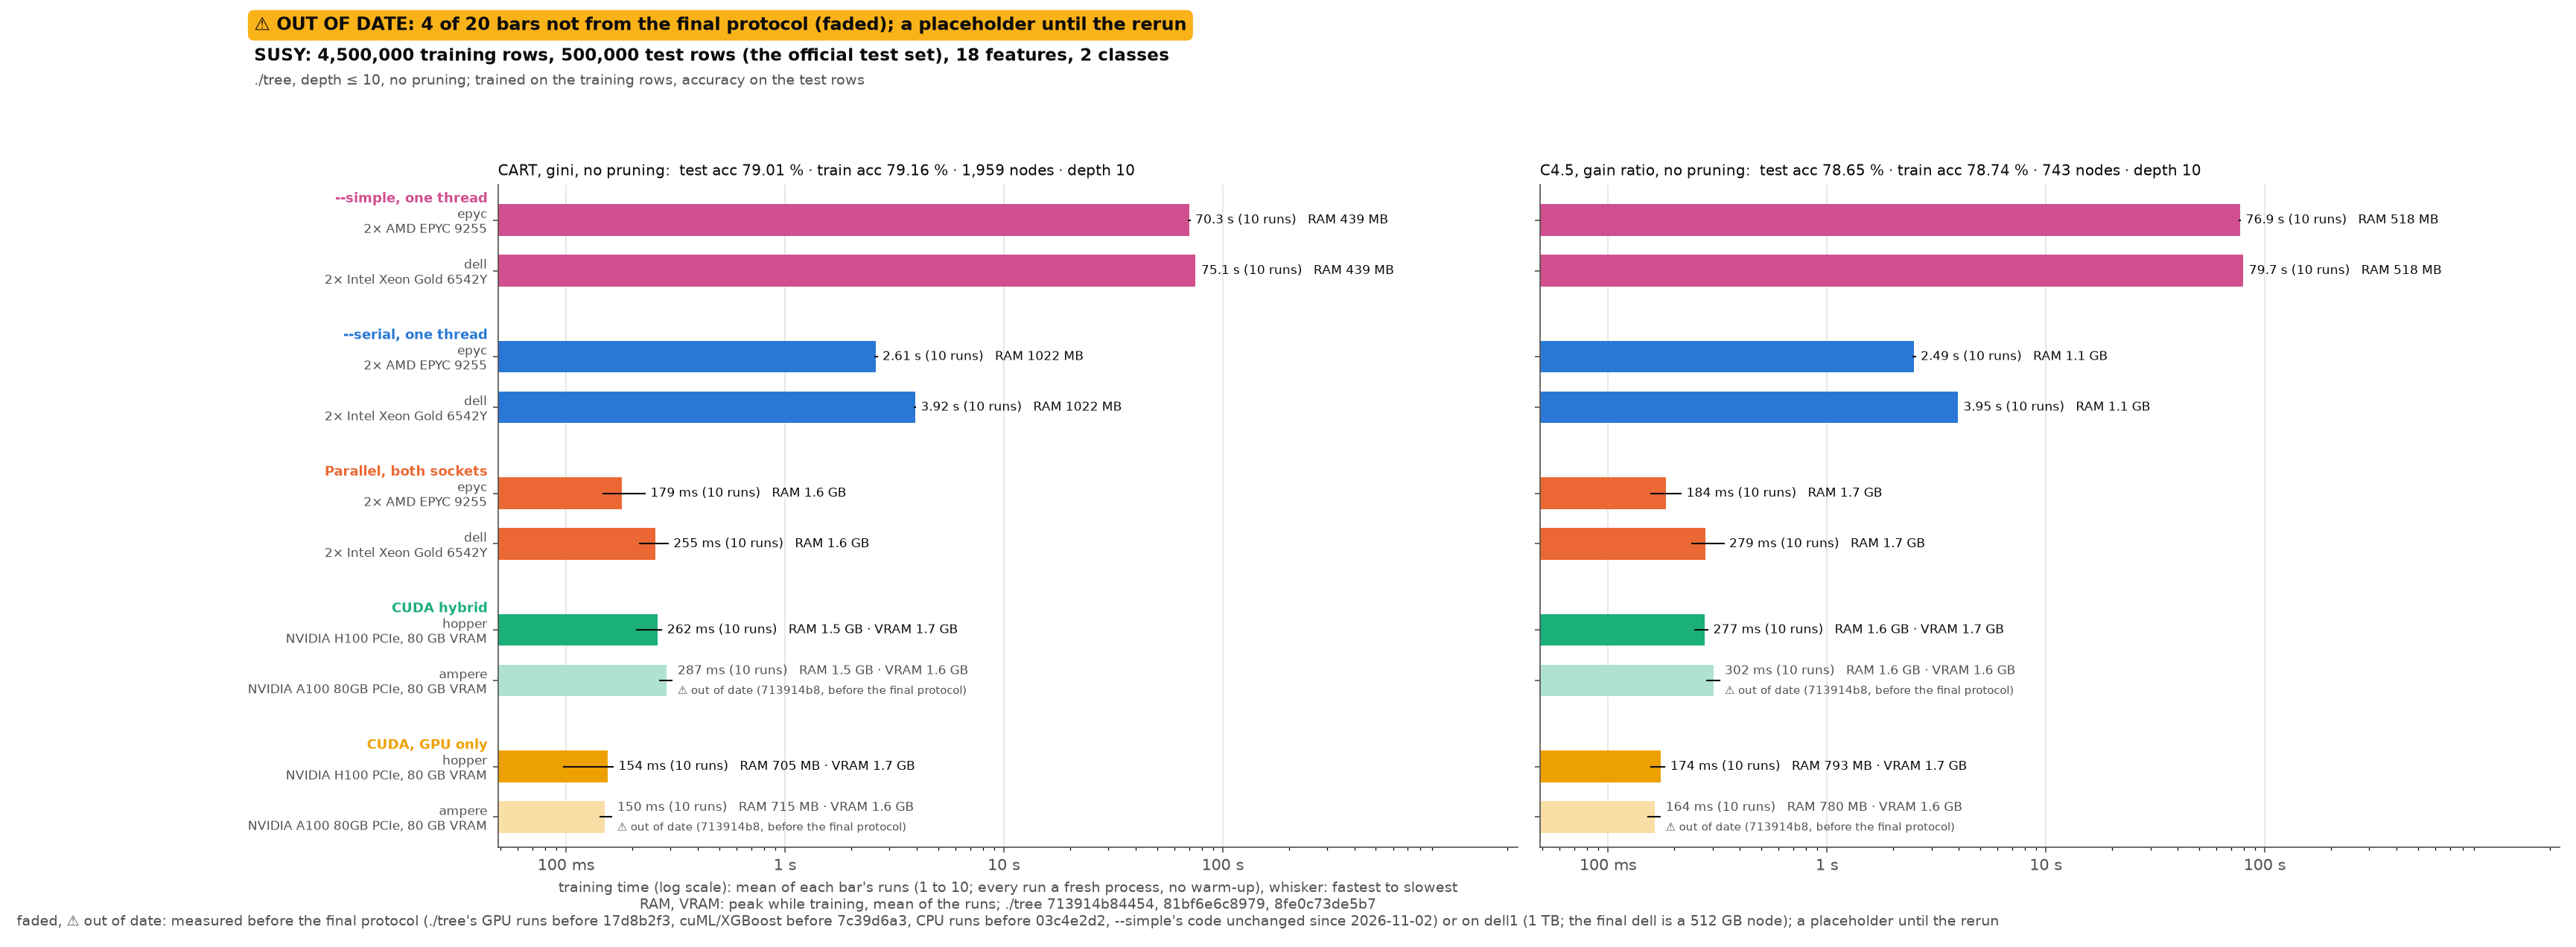 ⚠ OUT OF DATE: 4 of 20 bars not from the final protocol (faded); a placeholder until the rerun
SUSY: 4,500,000 training rows, 500,000 test rows (the official test set), 18 features, 2 classes
./tree, depth ≤ 10, no pruning; trained on the training rows, accuracy on the test rows
CART, gini, no pruning:  test acc 79.01 % · train acc 79.16 % · 1,959 nodes · depth 10
--simple, one thread
epyc
2× AMD EPYC 9255
70.3 s (10 runs)   RAM 439 MB
dell
2× Intel Xeon Gold 6542Y
75.1 s (10 runs)   RAM 439 MB
--serial, one thread
epyc
2× AMD EPYC 9255
2.61 s (10 runs)   RAM 1022 MB
dell
2× Intel Xeon Gold 6542Y
3.92 s (10 runs)   RAM 1022 MB
Parallel, both sockets
epyc
2× AMD EPYC 9255
179 ms (10 runs)   RAM 1.6 GB
dell
2× Intel Xeon Gold 6542Y
255 ms (10 runs)   RAM 1.6 GB
CUDA hybrid
hopper
NVIDIA H100 PCIe, 80 GB VRAM
262 ms (10 runs)   RAM 1.5 GB · VRAM 1.7 GB
ampere
NVIDIA A100 80GB PCIe, 80 GB VRAM
287 ms (10 runs)   RAM 1.5 GB · VRAM 1.6 GB
⚠ out of date (713914b8, before the final protocol)
CUDA, GPU only
hopper
NVIDIA H100 PCIe, 80 GB VRAM
154 ms (10 runs)   RAM 705 MB · VRAM 1.7 GB
ampere
NVIDIA A100 80GB PCIe, 80 GB VRAM
150 ms (10 runs)   RAM 715 MB · VRAM 1.6 GB
⚠ out of date (713914b8, before the final protocol)
100 ms
1 s
10 s
100 s
C4.5, gain ratio, no pruning:  test acc 78.65 % · train acc 78.74 % · 743 nodes · depth 10
76.9 s (10 runs)   RAM 518 MB
79.7 s (10 runs)   RAM 518 MB
2.49 s (10 runs)   RAM 1.1 GB
3.95 s (10 runs)   RAM 1.1 GB
184 ms (10 runs)   RAM 1.7 GB
279 ms (10 runs)   RAM 1.7 GB
277 ms (10 runs)   RAM 1.6 GB · VRAM 1.7 GB
302 ms (10 runs)   RAM 1.6 GB · VRAM 1.6 GB
⚠ out of date (713914b8, before the final protocol)
174 ms (10 runs)   RAM 793 MB · VRAM 1.7 GB
164 ms (10 runs)   RAM 780 MB · VRAM 1.6 GB
⚠ out of date (713914b8, before the final protocol)
100 ms
1 s
10 s
100 s
training time (log scale): mean of each bar's runs (1 to 10; every run a fresh process, no warm-up), whisker: fastest to slowest
RAM, VRAM: peak while training, mean of the runs; ./tree 713914b84454, 81bf6e6c8979, 8fe0c73de5b7
faded, ⚠ out of date: measured before the final protocol (./tree's GPU runs before 17d8b2f3, cuML/XGBoost before 7c39d6a3, CPU runs before 03c4e2d2, --simple's code unchanged since 2026-11-02) or on dell1 (1 TB; the final dell is a 512 GB node); a placeholder until the rerun